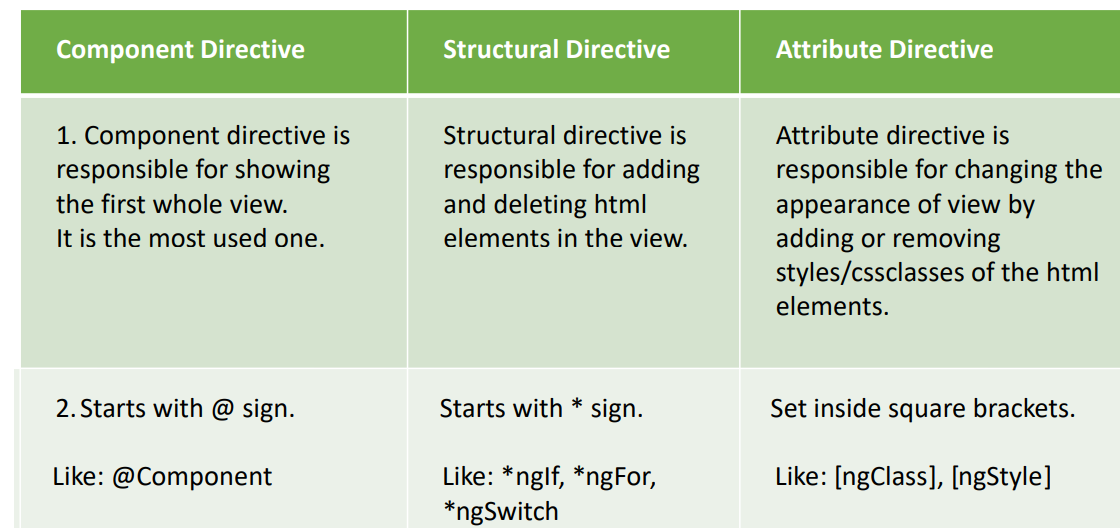 Component Directive
Structural Directive
Attribute Directive
1. Component directive is
responsible for showing
the first whole view.
It is the most used one.
Structural directive is
responsible for adding
and deleting html
elements in the view.
Attribute directive is
responsible for changing the
appearance of view by
adding or removing
styles/cssclasses of the html
elements.
2. Starts with @ sign.
Like: @Component
Starts with * sign.
Like: *ngIf, *ngFor,
*ngSwitch
Set inside square brackets.
Like: [ngClass], [ngStyle]